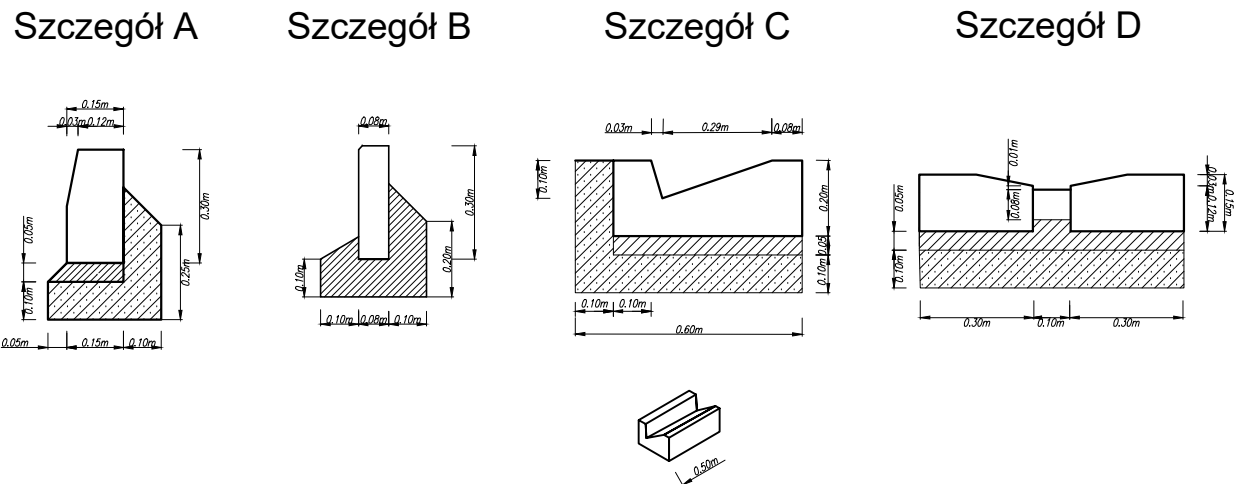 Szczegół A
Szczegół B
Szczegół C
Szczegół D
0.15m
0.03m 0.12m
0.30m
0.05m
0.25m
0.10m
0.05m 0.15m 0.10m
0.08m
0.30m
0.20m
0.10m
0.10m 0.08m 0.10m
0.03m 0.29m 0.08m
0.10m
0.20m
0.05
0.10m
0.10m 0.10m
0.60m
0.50m
0.01m
0.08m
0.05m
0.10m
0.03m
0.12m
0.15m
0.30m 0.10m 0.30m